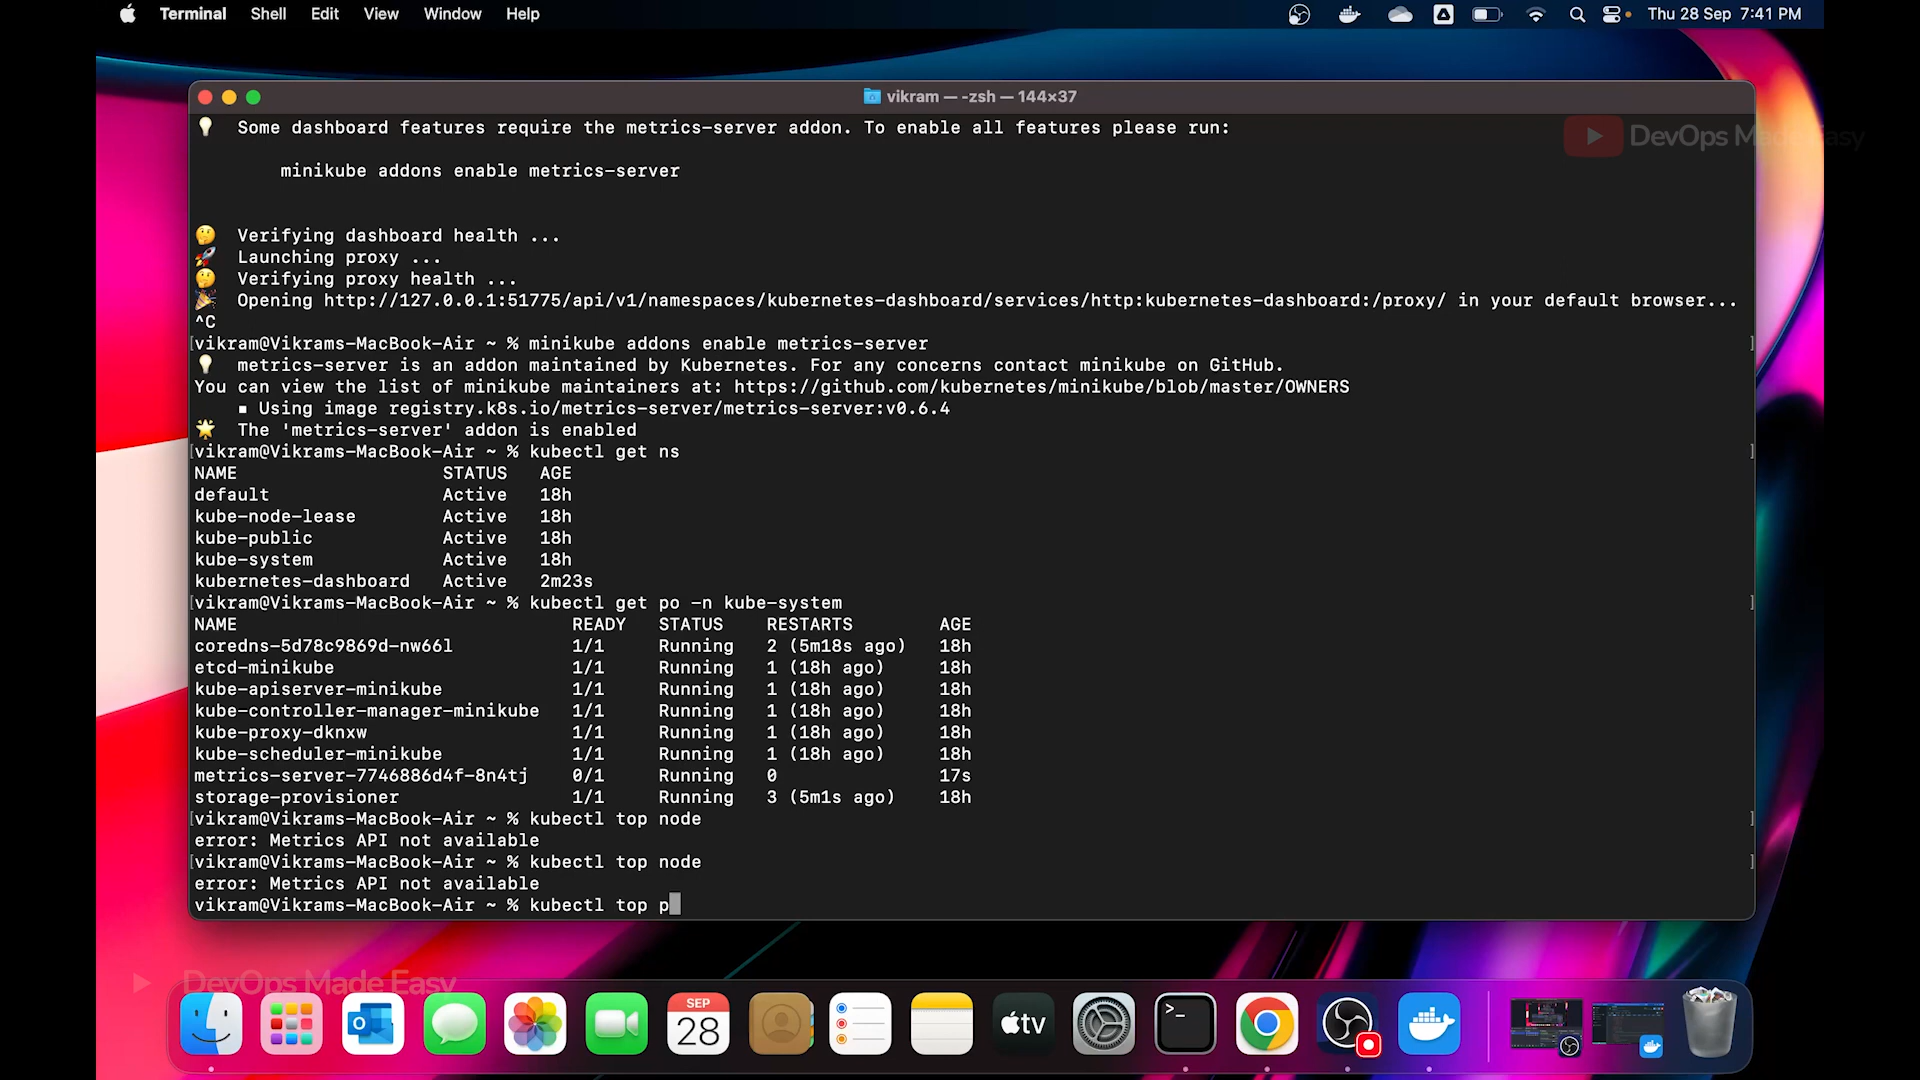 Terminal Shell Edit View Window Help Thu 28 Sep 7:41 PM
vikram — -zsh — 144×37
DevOps Made Easy
Some dashboard features require the metrics-server addon. To enable all features please run:
minikube addons enable metrics-server
Verifying dashboard health ...
Launching proxy ...
Verifying proxy health ...
Opening http://127.0.0.1:51775/api/v1/namespaces/kubernetes-dashboard/services/http:kubernetes-dashboard:/proxy/ in your default browser...
^C
[vikram@Vikrams-MacBook-Air ~ % minikube addons enable metrics-server ]
metrics-server is an addon maintained by Kubernetes. For any concerns contact minikube on GitHub.
You can view the list of minikube maintainers at: https://github.com/kubernetes/minikube/blob/master/OWNERS
▪ Using image registry.k8s.io/metrics-server/metrics-server:v0.6.4
The 'metrics-server' addon is enabled
[vikram@Vikrams-MacBook-Air ~ % kubectl get ns ]
NAME STATUS AGE
default Active 18h
kube-node-lease Active 18h
kube-public Active 18h
kube-system Active 18h
kubernetes-dashboard Active 2m23s
[vikram@Vikrams-MacBook-Air ~ % kubectl get po -n kube-system ]
NAME READY STATUS RESTARTS AGE
coredns-5d78c9869d-nw66l 1/1 Running 2 (5m18s ago) 18h
etcd-minikube 1/1 Running 1 (18h ago) 18h
kube-apiserver-minikube 1/1 Running 1 (18h ago) 18h
kube-controller-manager-minikube 1/1 Running 1 (18h ago) 18h
kube-proxy-dknxw 1/1 Running 1 (18h ago) 18h
kube-scheduler-minikube 1/1 Running 1 (18h ago) 18h
metrics-server-7746886d4f-8n4tj 0/1 Running 0 17s
storage-provisioner 1/1 Running 3 (5m1s ago) 18h
[vikram@Vikrams-MacBook-Air ~ % kubectl top node ]
error: Metrics API not available
[vikram@Vikrams-MacBook-Air ~ % kubectl top node ]
error: Metrics API not available
vikram@Vikrams-MacBook-Air ~ % kubectl top p
DevOps Made Easy
SEP
28
tv